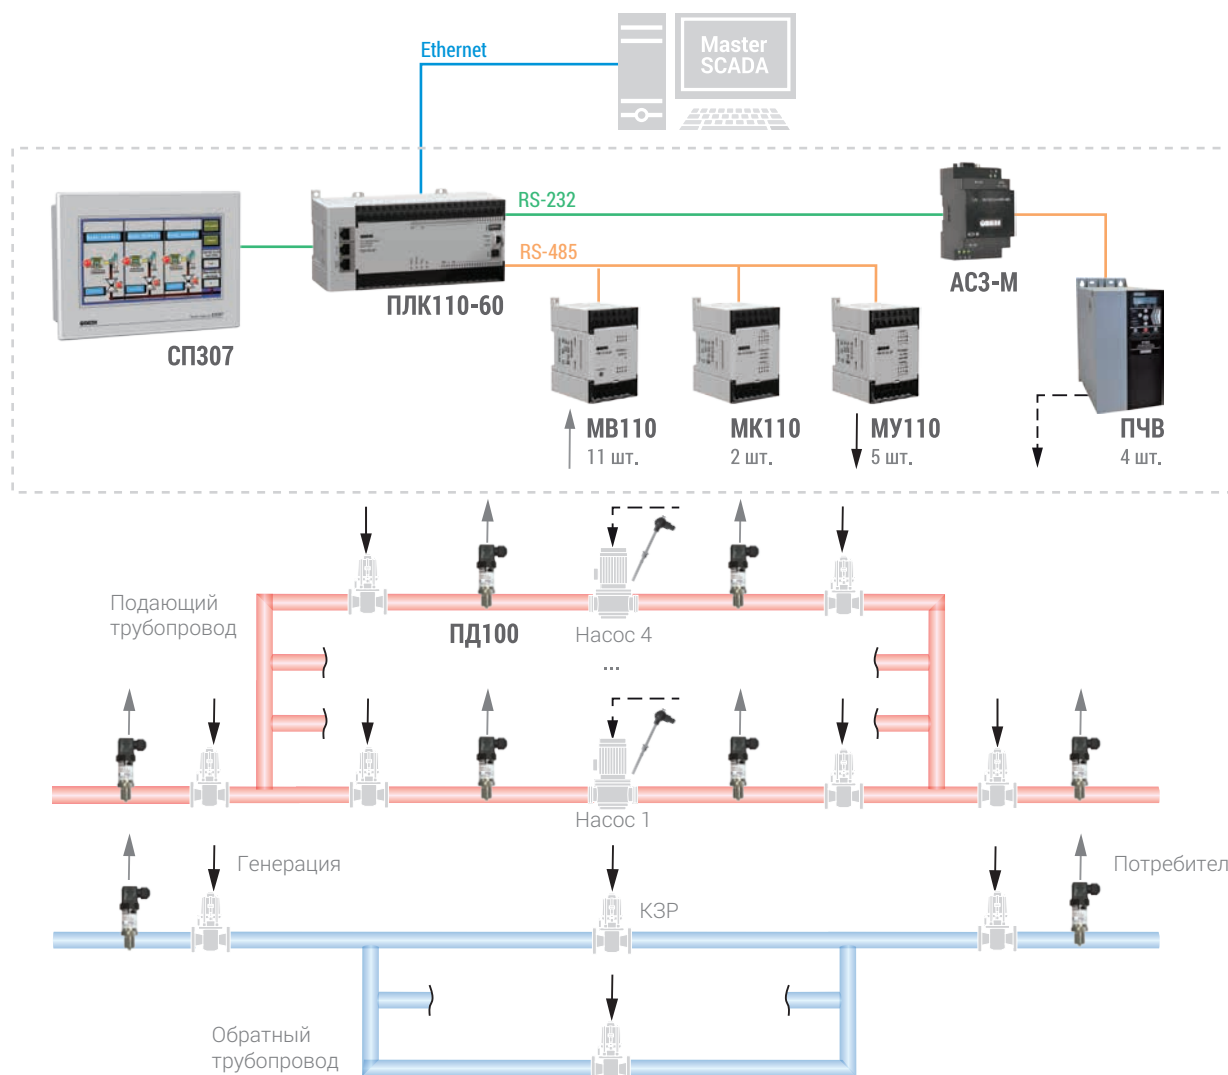 Ethernet
Master
SCADA
RS-232
RS-485
СП307
ПЛК110-60
АС3-М
МВ110
11 шт.
МК110
2 шт.
МУ110
5 шт.
ПЧВ
4 шт.
Подающий
трубопровод
ПД100
Насос 4
...
Насос 1
Генерация
Потребител
КЗР
Обратный
трубопровод